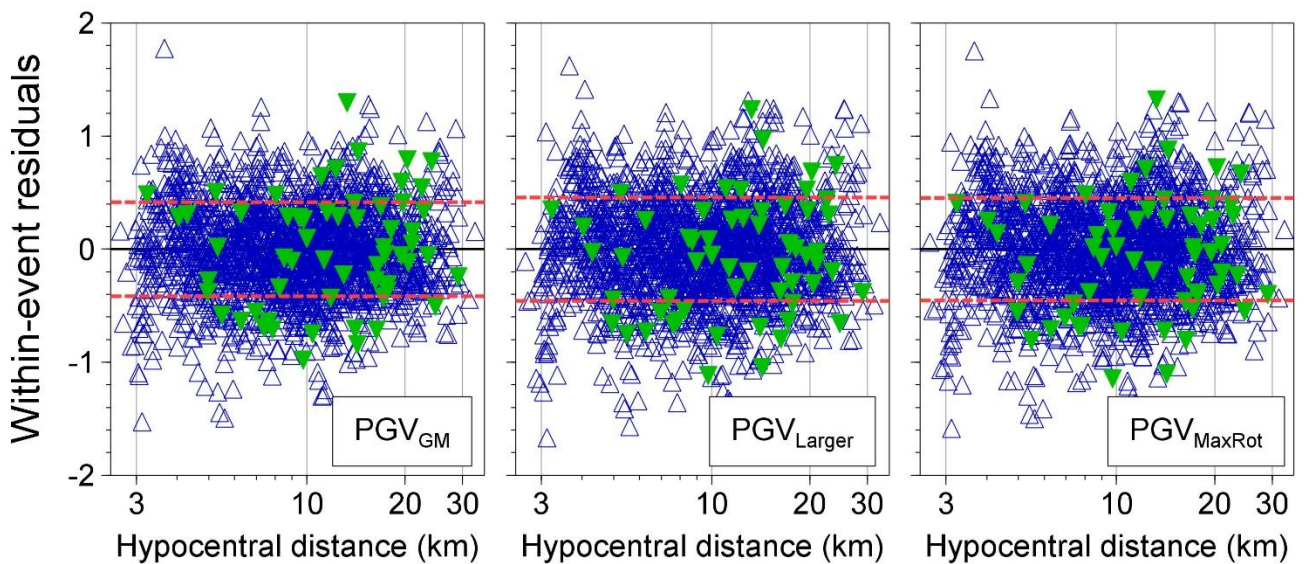 Within-event residuals
2
1
0
-1
-2
PGV_GM
PGV_Larger
PGV_MaxRot
3 10 20 30
3 10 20 30
3 10 20 30
Hypocentral distance (km)
Hypocentral distance (km)
Hypocentral distance (km)